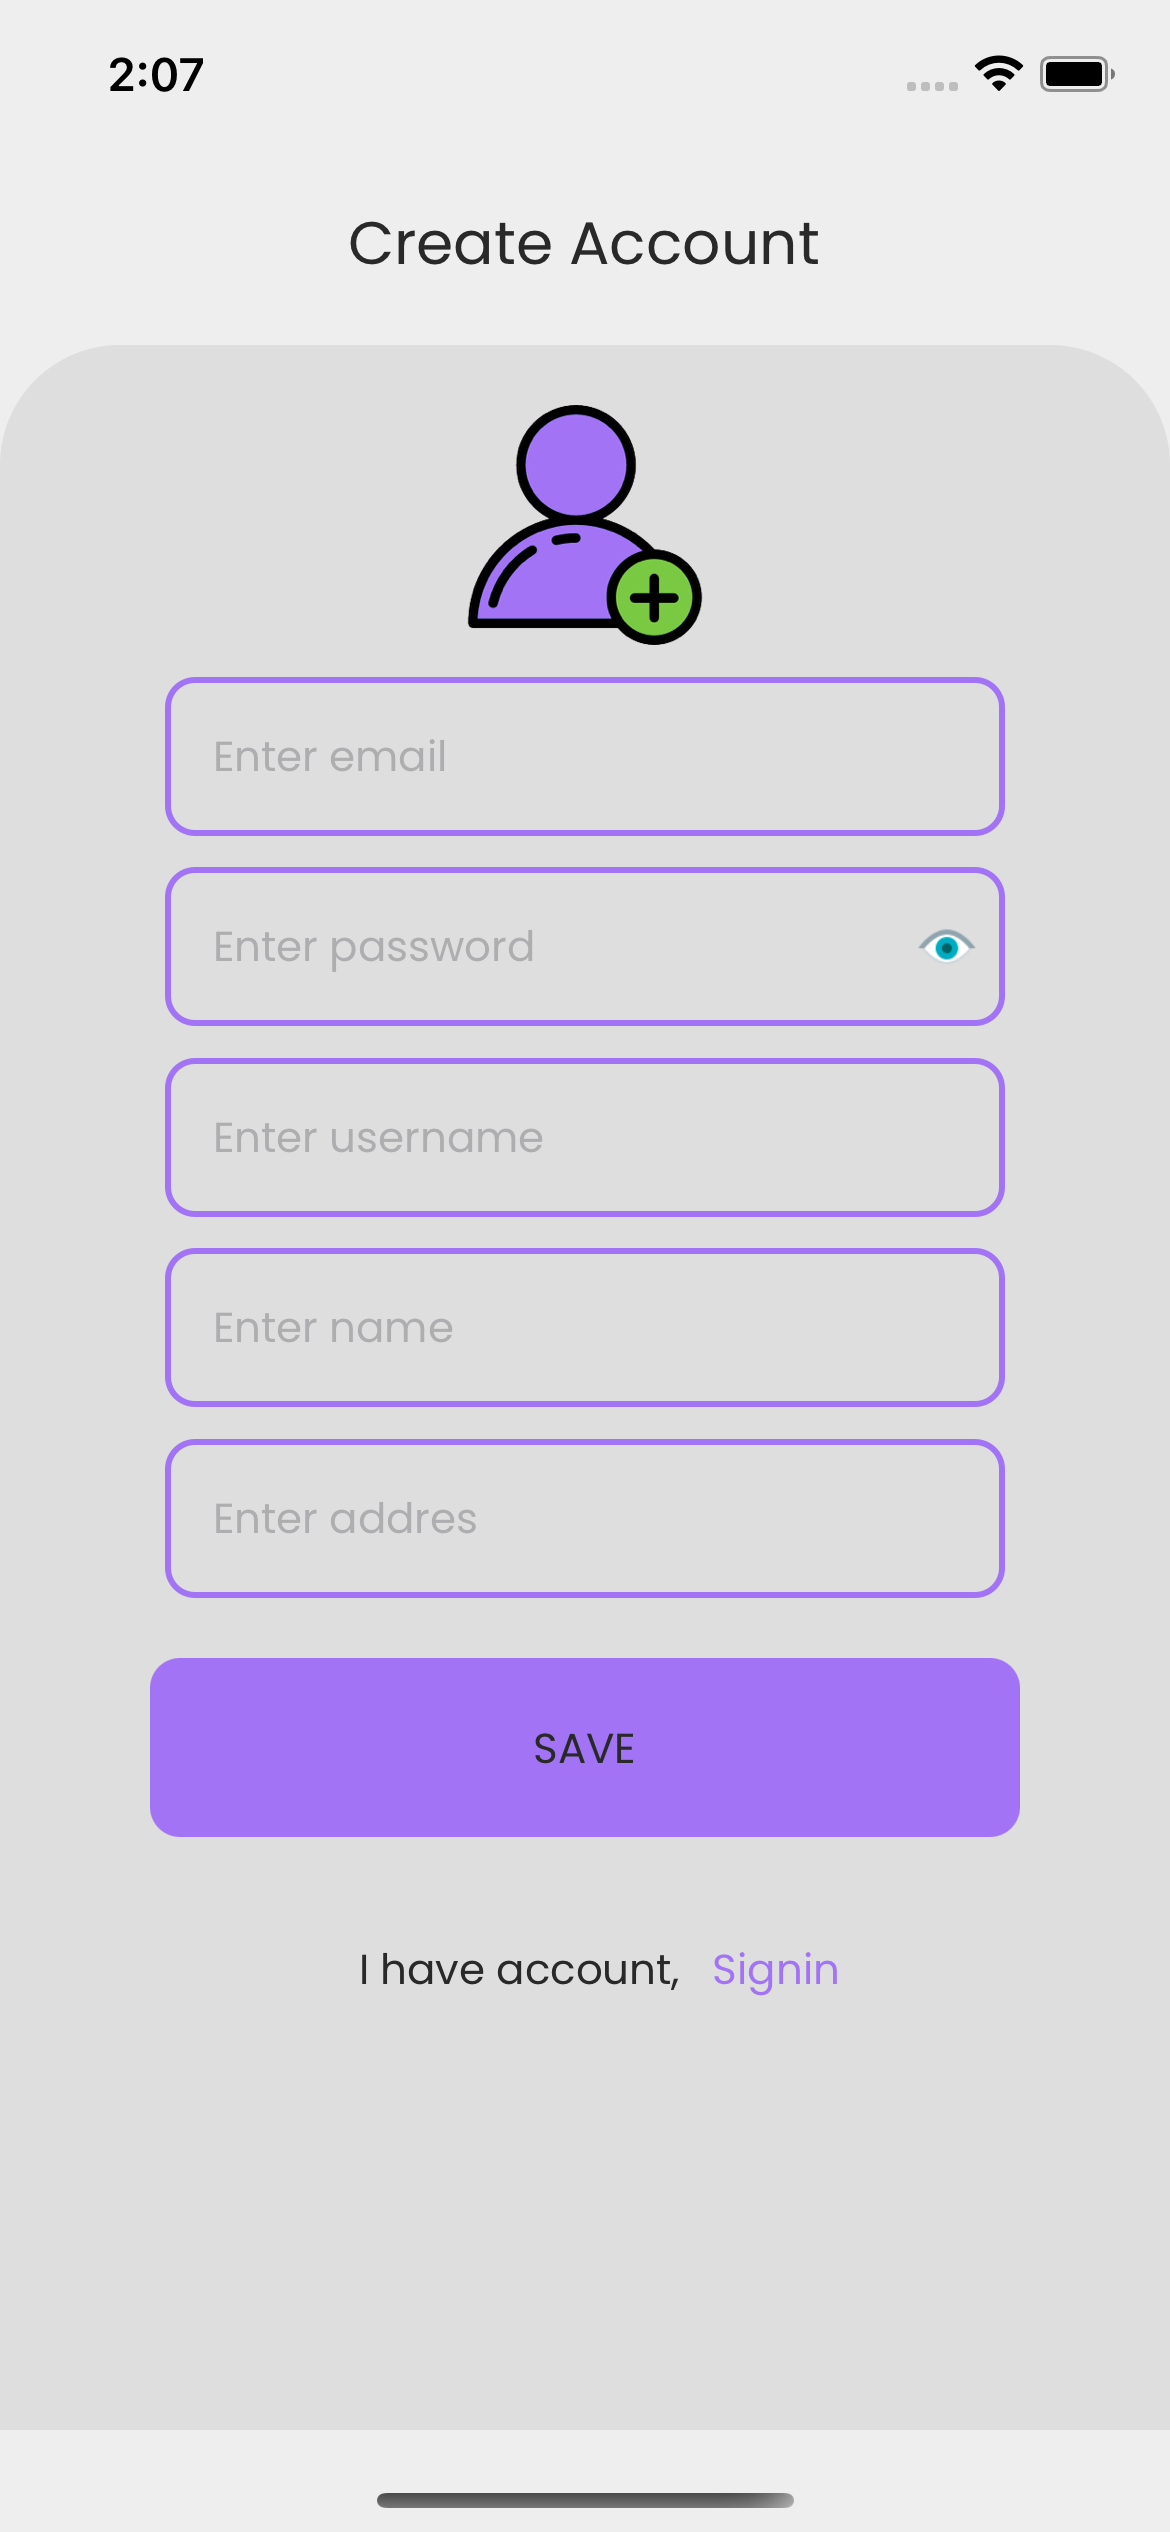 2:07
Create Account
Enter email
Enter password
Enter username
Enter name
Enter addres
SAVE
I have account, Signin